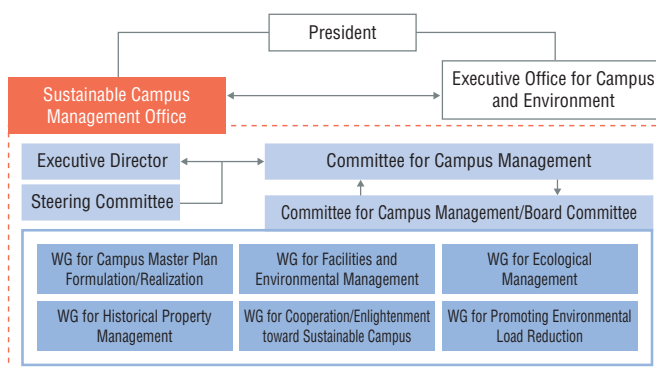 President
Sustainable Campus
Management Office
Executive Office for Campus
and Environment
Executive Director
Committee for Campus Management
Steering Committee
Committee for Campus Management/Board Committee
WG for Campus Master Plan
Formulation/Realization
WG for Facilities and
Environmental Management
WG for Ecological
Management
WG for Historical Property
Management
WG for Cooperation/Enlightenment
toward Sustainable Campus
WG for Promoting Environmental
Load Reduction